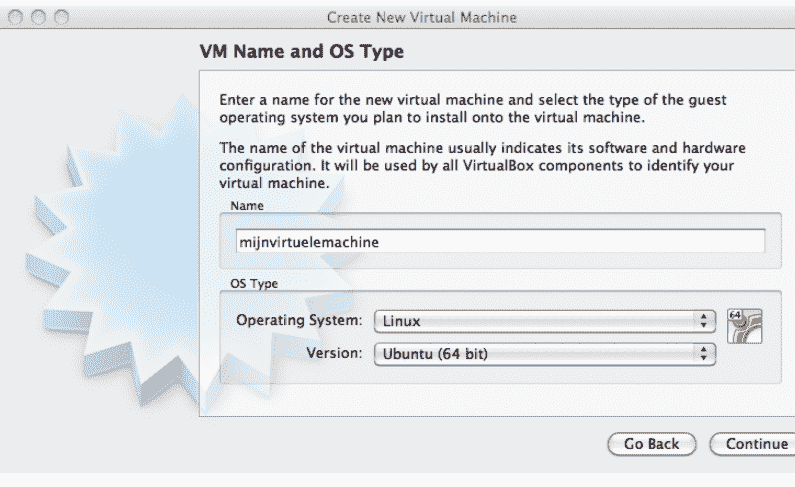 Create New Virtual Machine
VM Name and OS Type
Enter a name for the new virtual machine and select the type of the guest
operating system you plan to install onto the virtual machine.
The name of the virtual machine usually indicates its software and hardware
configuration. It will be used by all VirtualBox components to identify your
virtual machine.
Name
mijnvirtuelemachine
OS Type
Operating System: Linux
64
Version: Ubuntu (64 bit)
Go Back Continue